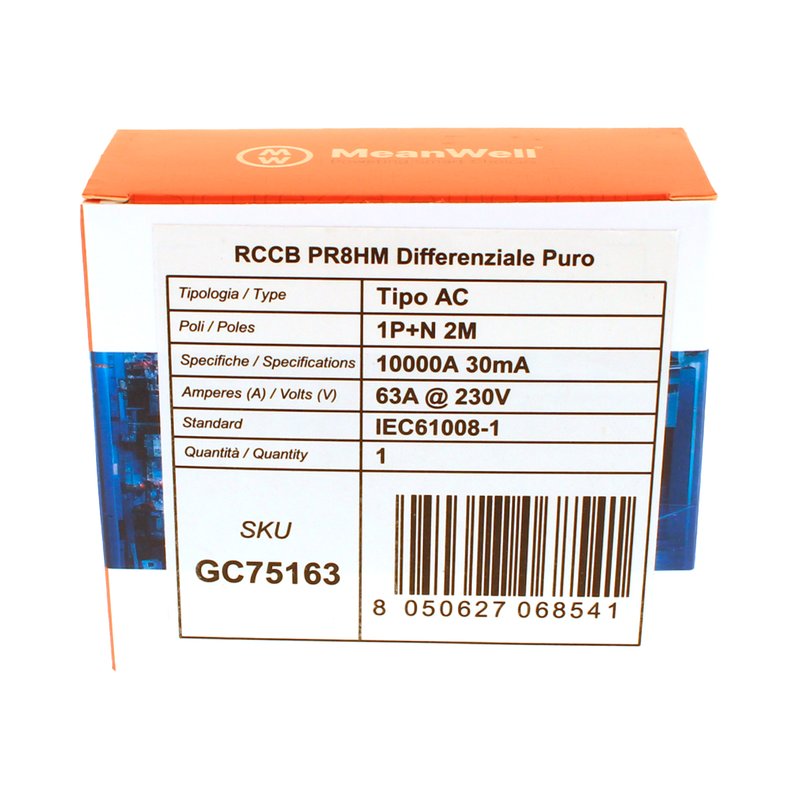 MW MeanWell
RCCB PR8HM Differenziale Puro
Tipologia / Type Tipo AC
Poli / Poles 1P+N 2M
Specifiche / Specifications 10000A 30mA
Amperes (A) / Volts (V) 63A @ 230V
Standard IEC61008-1
Quantità / Quantity 1
SKU
GC75163
8 050627 068541